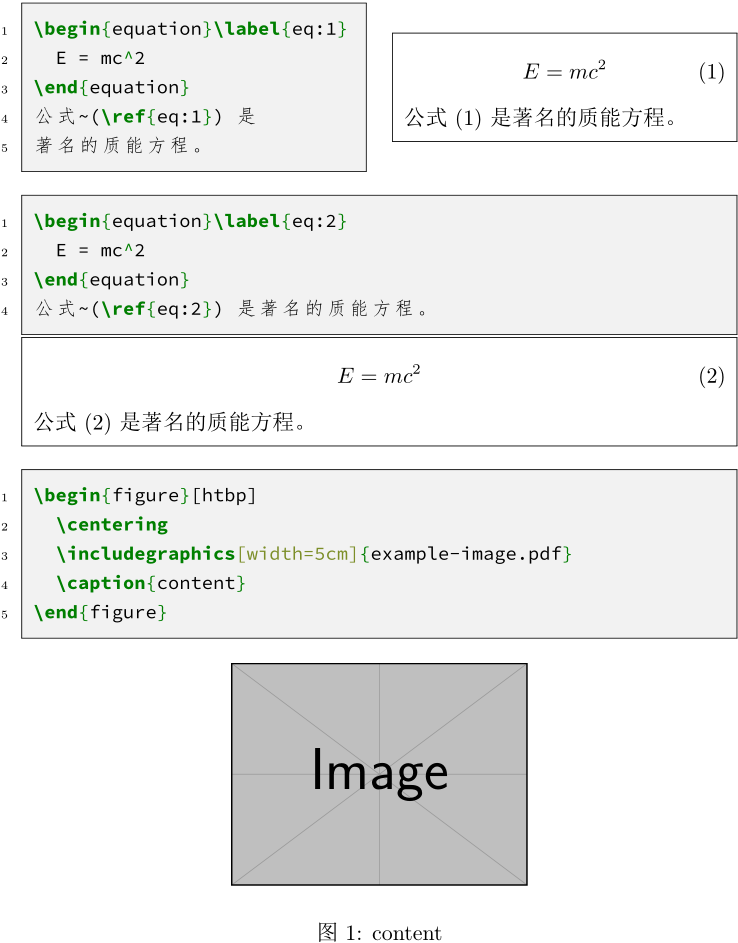 1 \begin{equation}\label{eq:1}
2   E = mc^2
3 \end{equation}
4 公式~(\ref{eq:1}) 是
5 著名的质能方程。
E = mc² (1)
公式 (1) 是著名的质能方程。
1 \begin{equation}\label{eq:2}
2   E = mc^2
3 \end{equation}
4 公式~(\ref{eq:2}) 是著名的质能方程。
E = mc² (2)
公式 (2) 是著名的质能方程。
1 \begin{figure}[htbp]
2   \centering
3   \includegraphics[width=5cm]{example-image.pdf}
4   \caption{content}
5 \end{figure}
Image
图 1: content